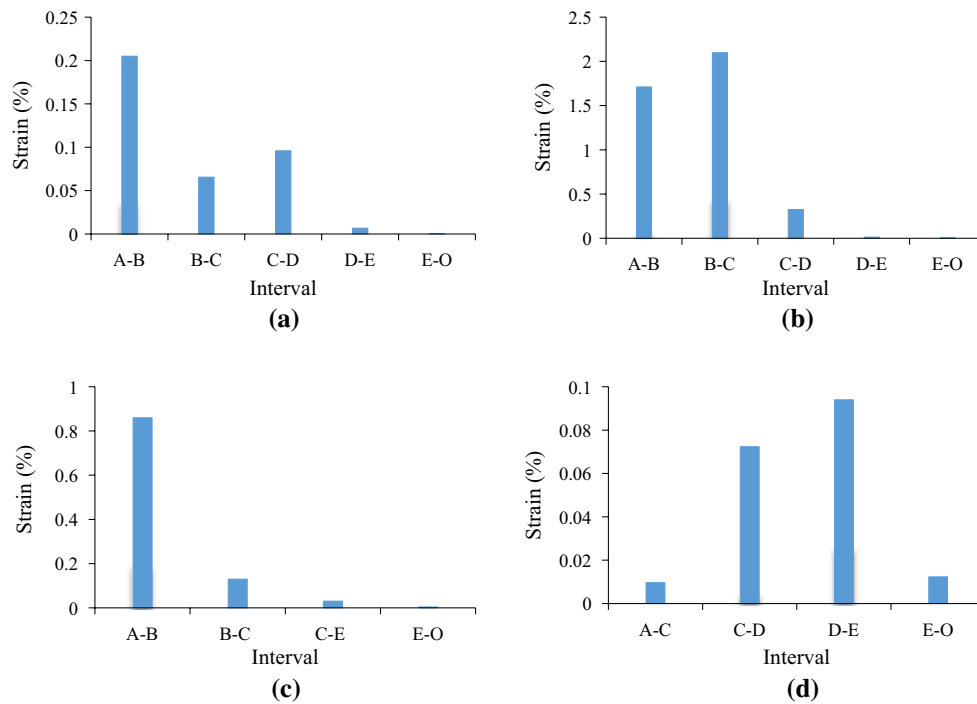 0.25
0.2
0.15
0.1
0.05
0
Strain (%)
A-B B-C C-D D-E E-O
Interval
(a)
2.5
2
1.5
1
0.5
0
Strain (%)
A-B B-C C-D D-E E-O
Interval
(b)
1
0.8
0.6
0.4
0.2
0
Strain (%)
A-B B-C C-E E-O
Interval
(c)
0.1
0.08
0.06
0.04
0.02
0
Strain (%)
A-C C-D D-E E-O
Interval
(d)